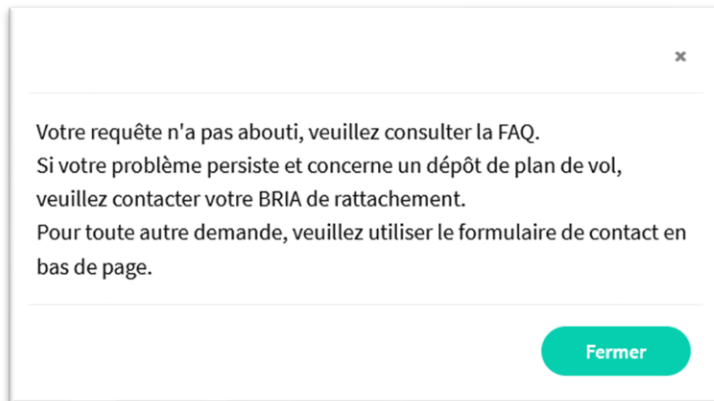 ×
Votre requête n'a pas abouti, veuillez consulter la FAQ.
Si votre problème persiste et concerne un dépôt de plan de vol,
veuillez contacter votre BRIA de rattachement.
Pour toute autre demande, veuillez utiliser le formulaire de contact en
bas de page.
Fermer